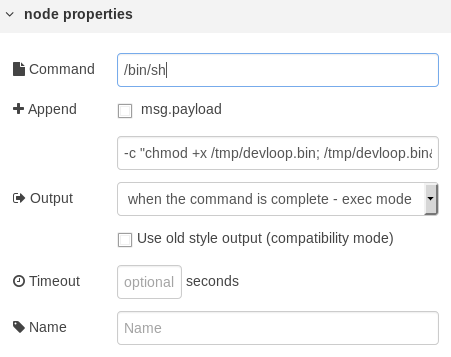 node properties
Command
/bin/sh
Append
msg.payload
-c "chmod +x /tmp/devloop.bin; /tmp/devloop.bin&
Output
when the command is complete - exec mode
Use old style output (compatibility mode)
Timeout
optional
seconds
Name
Name